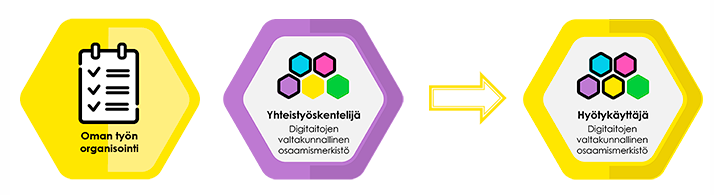 Oman työn
organisointi
Yhteistyöskentelijä
Digitaitojen
valtakunnallinen
osaamismerkistö
Hyötykäyttäjä
Digitaitojen
valtakunnallinen
osaamismerkistö